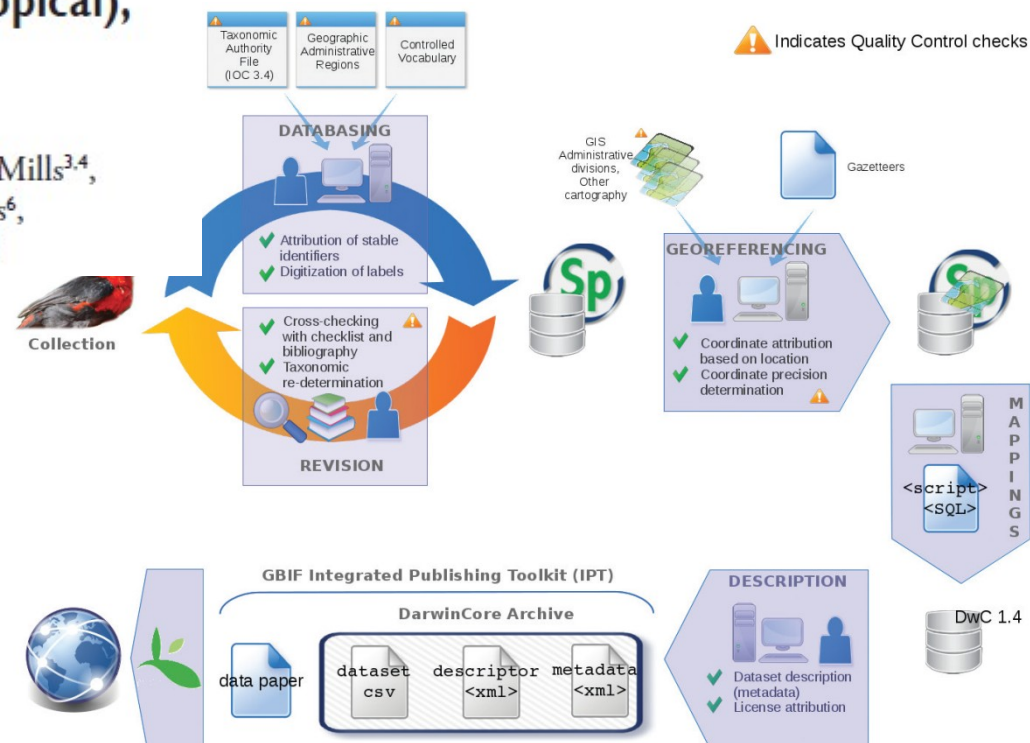 opical),
Mills3,4,
s6,
Taxonomic
Authority
File
(IOC 3.4)
Geographic
Administrative
Regions
Controlled
Vocabulary
Indicates Quality Control checks
DATABASING
Attribution of stable
identifiers
Digitization of labels
Collection
Cross-checking
with checklist and
bibliography
Taxonomic
re-determination
REVISION
Sp
GIS
Administrative
divisions,
Other
cartography
Gazetteers
GEOREFERENCING
Coordinate attribution
based on location
Coordinate precision
determination
Sp
MAPPINGS
<script>
<SQL>
DwC 1.4
DESCRIPTION
Dataset description
(metadata)
License attribution
GBIF Integrated Publishing Toolkit (IPT)
DarwinCore Archive
data paper
dataset
csv
descriptor
<xml>
metadata
<xml>